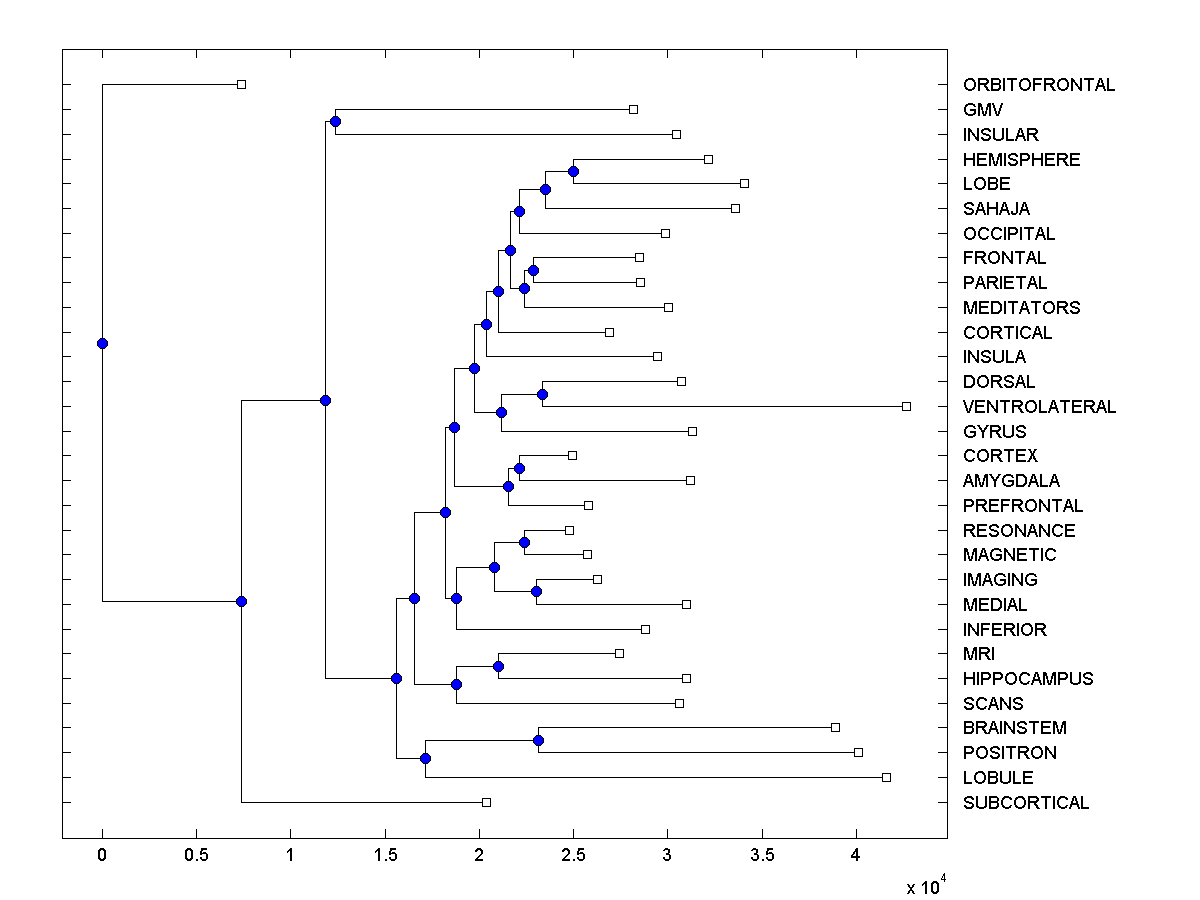 ORBITOFRONTAL
GMV
INSULAR
HEMISPHERE
LOBE
SAHAJA
OCCIPITAL
FRONTAL
PARIETAL
MEDITATORS
CORTICAL
INSULA
DORSAL
VENTROLATERAL
GYRUS
CORTEX
AMYGDALA
PREFRONTAL
RESONANCE
MAGNETIC
IMAGING
MEDIAL
INFERIOR
MRI
HIPPOCAMPUS
SCANS
BRAINSTEM
POSITRON
LOBULE
SUBCORTICAL
0 0.5 1 1.5 2 2.5 3 3.5 4
x 10^4